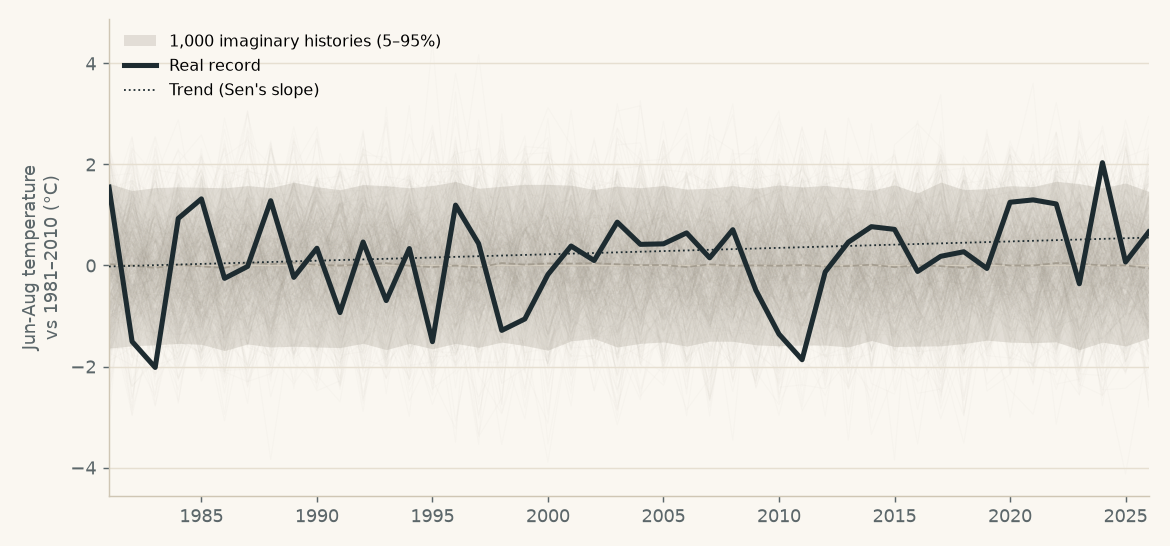 1,000 imaginary histories (5–95%)
Real record
Trend (Sen's slope)
Jun-Aug temperature
vs 1981–2010 (°C)
4
2
0
−2
−4
1985
1990
1995
2000
2005
2010
2015
2020
2025